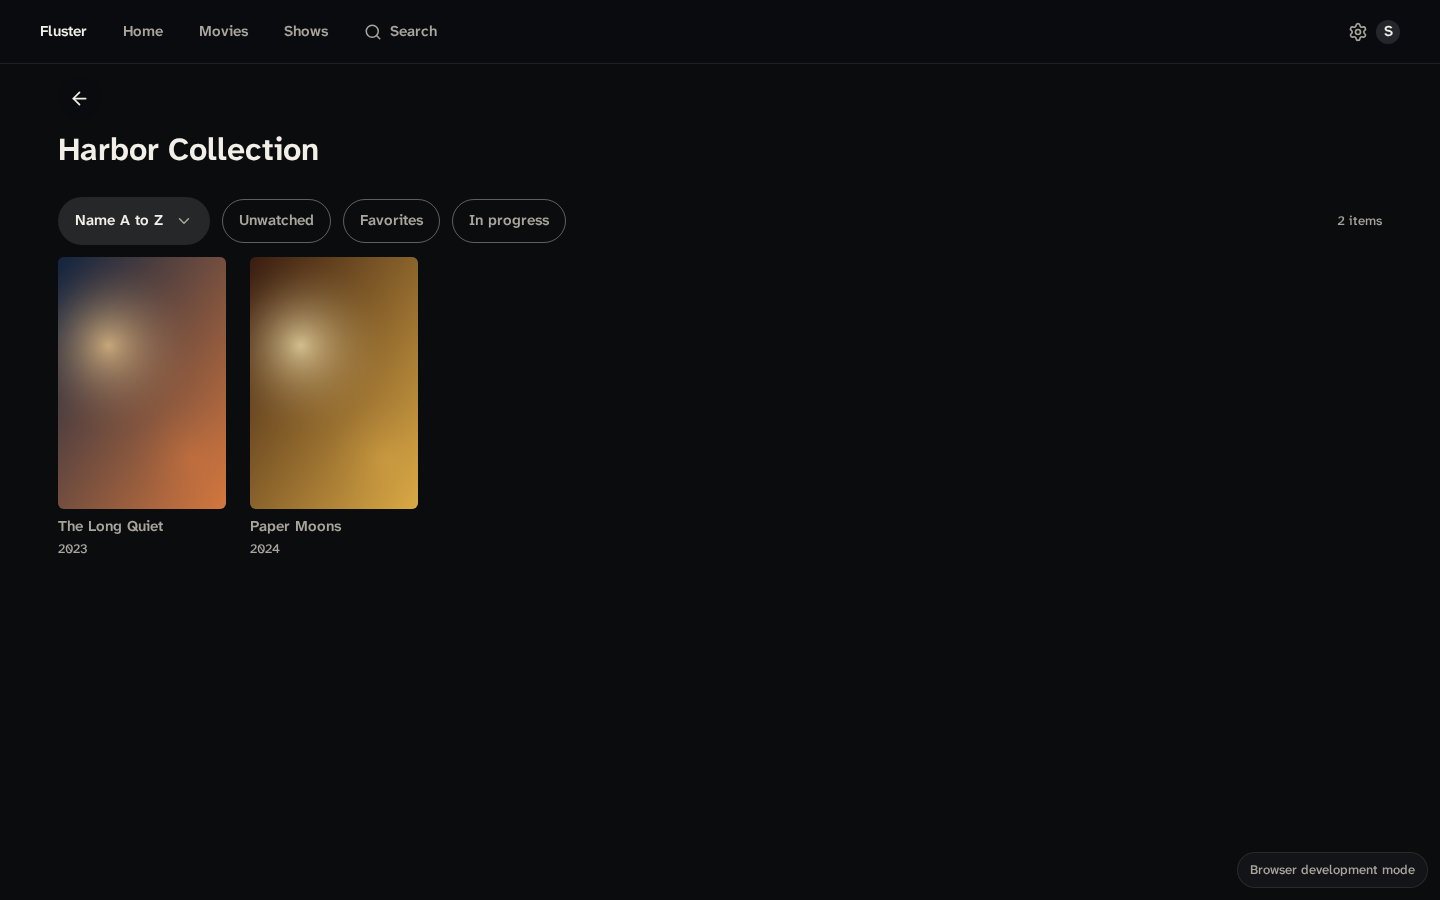 Fluster Home Movies Shows Search S
Harbor Collection
Name A to Z Unwatched Favorites In progress 2 items
The Long Quiet Paper Moons
2023 2024
Browser development mode